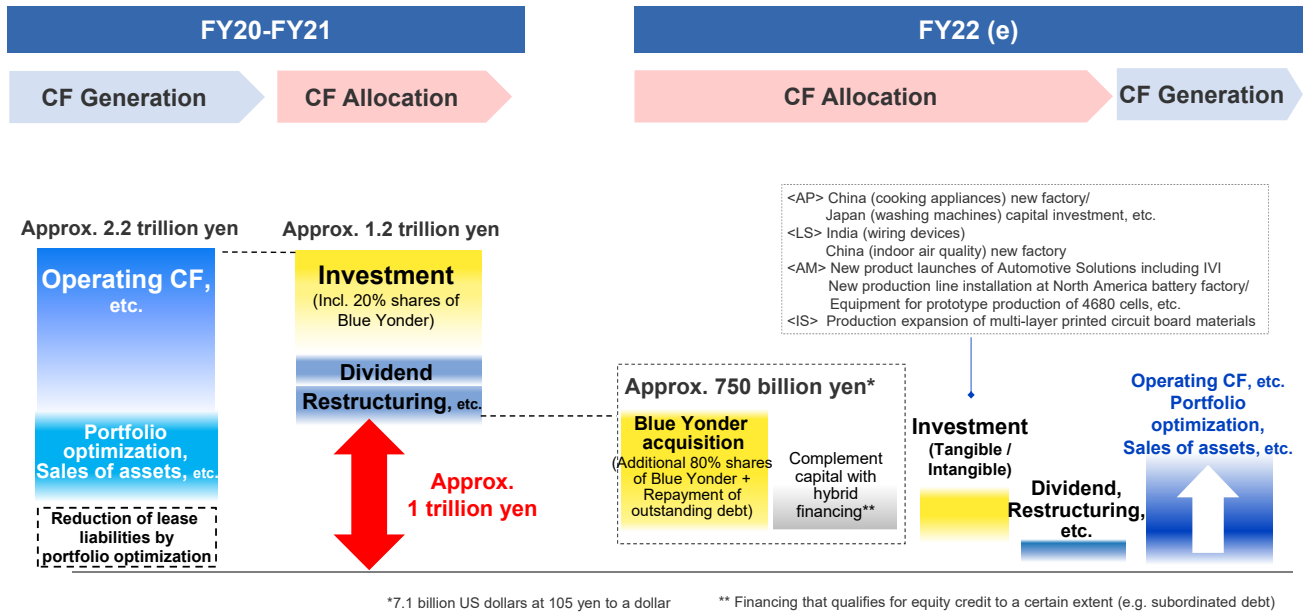 FY20-FY21
FY22 (e)
CF Generation
CF Allocation
CF Allocation
CF Generation
Approx. 2.2 trillion yen
Operating CF,
etc.
Portfolio
optimization,
Sales of assets, etc.
Reduction of lease
liabilities by
portfolio optimization
Approx. 1.2 trillion yen
Investment
(Incl. 20% shares of
Blue Yonder)
Dividend
Restructuring, etc.
Approx.
1 trillion yen
Approx. 750 billion yen*
Blue Yonder
acquisition
(Additional 80% shares
of Blue Yonder +
Repayment of
outstanding debt)
Complement
capital with
hybrid
financing**
<AP> China (cooking appliances) new factory/
Japan (washing machines) capital investment, etc.
<LS> India (wiring devices)
China (indoor air quality) new factory
<AM> New product launches of Automotive Solutions including IVI
New production line installation at North America battery factory/
Equipment for prototype production of 4680 cells, etc.
<IS> Production expansion of multi-layer printed circuit board materials
Investment
(Tangible /
Intangible)
Dividend,
Restructuring,
etc.
Operating CF, etc.
Portfolio
optimization,
Sales of assets, etc.
*7.1 billion US dollars at 105 yen to a dollar
** Financing that qualifies for equity credit to a certain extent (e.g. subordinated debt)